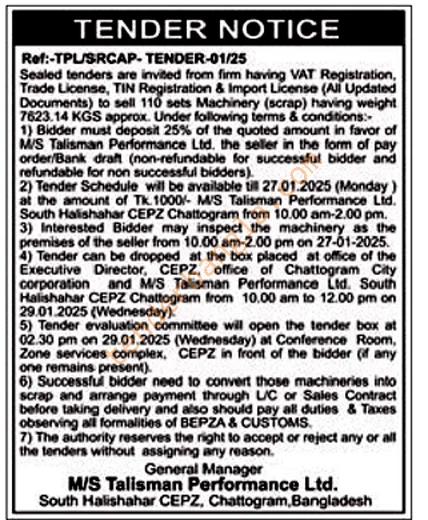 TENDER NOTICE
Ref:-TPL/SRCAP- TENDER-01/25
Sealed tenders are invited from firm having VAT Registration,
Trade License, TIN Registration & Import License (All Updated
Documents) to sell 110 sets Machinery (scrap) having weight
7623.14 KGS approx. Under following terms & conditions:-
1) Bidder must deposit 25% of the quoted amount in favor of
M/S Talisman Performance Ltd. the seller in the form of pay
order/Bank draft (non-refundable for successful bidder and
refundable for non successful bidders).
2) Tender Schedule will be available till 27.01.2025 (Monday )
at the amount of Tk.1000/- M/S Talisman Performance Ltd.
South Halishahar CEPZ Chattogram from 10.00 am-2.00 pm.
3) Interested Bidder may inspect the machinery as the
premises of the seller from 10.00 am-2.00 pm on 27-01-2025.
4) Tender can be dropped at the box placed at office of the
Executive Director, CEPZ, office of Chattogram City
corporation and M/S Talisman Performance Ltd. South
Halishahar CEPZ Chattogram from 10.00 am to 12.00 pm on
29.01.2025 (Wednesday).
5) Tender evaluation committee will open the tender box at
02.30 pm on 29.01.2025 (Wednesday) at Conference Room,
Zone services complex, CEPZ in front of the bidder (if any
one remains present).
6) Successful bidder need to convert those machineries into
scrap and arrange payment through L/C or Sales Contract
before taking delivery and also should pay all duties & Taxes
observing all formalities of BEPZA & CUSTOMS.
7) The authority reserves the right to accept or reject any or all
the tenders without assigning any reason.
General Manager
M/S Talisman Performance Ltd.
South Halishahar CEPZ, Chattogram,Bangladesh